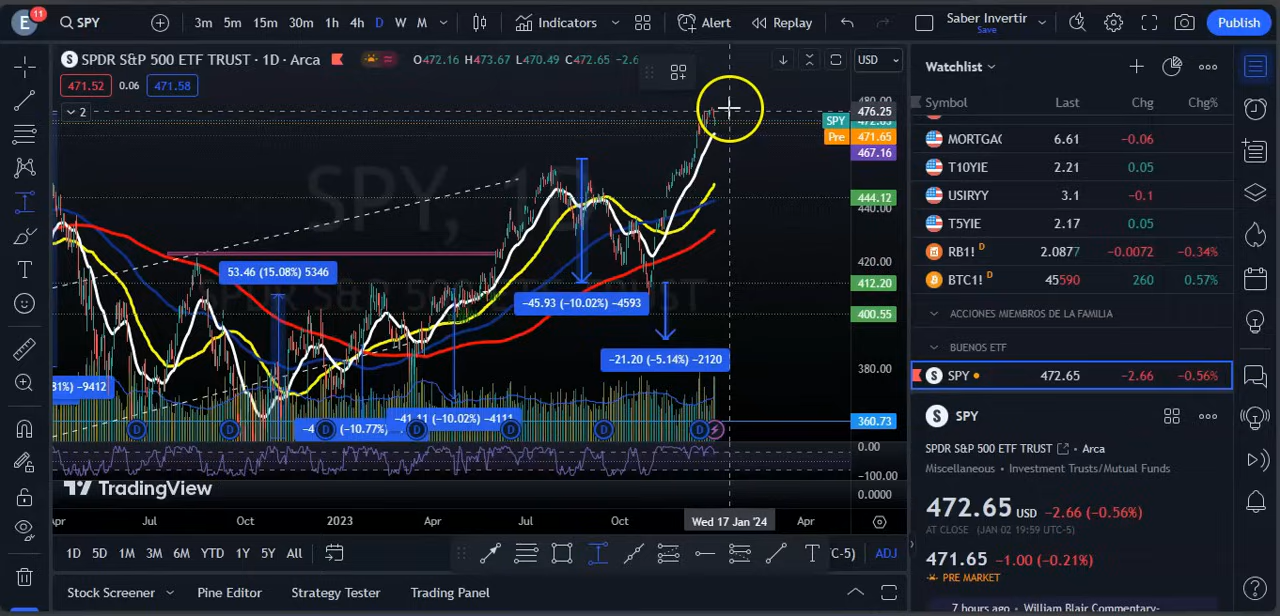 E
11
SPY
3m 5m 15m 30m 1h 4h D W M
Indicators
Alert
Replay
Saber Invertir
Save
Publish
SPDR S&P 500 ETF TRUST · 1D · Arca
O472.16 H473.67 L470.49 C472.65
USD
471.52 0.06 471.58
2
SPY, 1D
480.00
476.25
SPY
Pre 471.65
467.16
444.12
440.00
420.00
412.20
400.55
380.00
360.73
0.00
−100.00
0.0000
53.46 (15.08%) 5346
−45.93 (−10.02%) −4593
−21.20 (−5.14%) −2120
81%) −9412
−41.11 (−10.02%) −4111
(−10.77%)
D D D D D D D
TradingView
Apr Jul Oct 2023 Apr Jul Oct Wed 17 Jan '24 Apr
1D 5D 1M 3M 6M YTD 1Y 5Y All
C-5) ADJ
Stock Screener Pine Editor Strategy Tester Trading Panel
Watchlist
Symbol Last Chg Chg%
MORTGAG 6.61 −0.06
T10YIE 2.21 0.05
USIRYY 3.1 −0.1
T5YIE 2.17 0.05
RB1! D 2.0877 −0.0072 −0.34%
BTC1! D 45590 260 0.57%
ACCIONES MIEMBROS DE LA FAMILIA
BUENOS ETF
SPY 472.65 −2.66 −0.56%
SPY
SPDR S&P 500 ETF TRUST · Arca
Miscellaneous · Investment Trusts/Mutual Funds
472.65 USD −2.66 (−0.56%)
AT CLOSE (JAN 02 19:59 UTC-5)
471.65 −1.00 (−0.21%)
PRE MARKET
7 hours ago · William Blair Commentary-